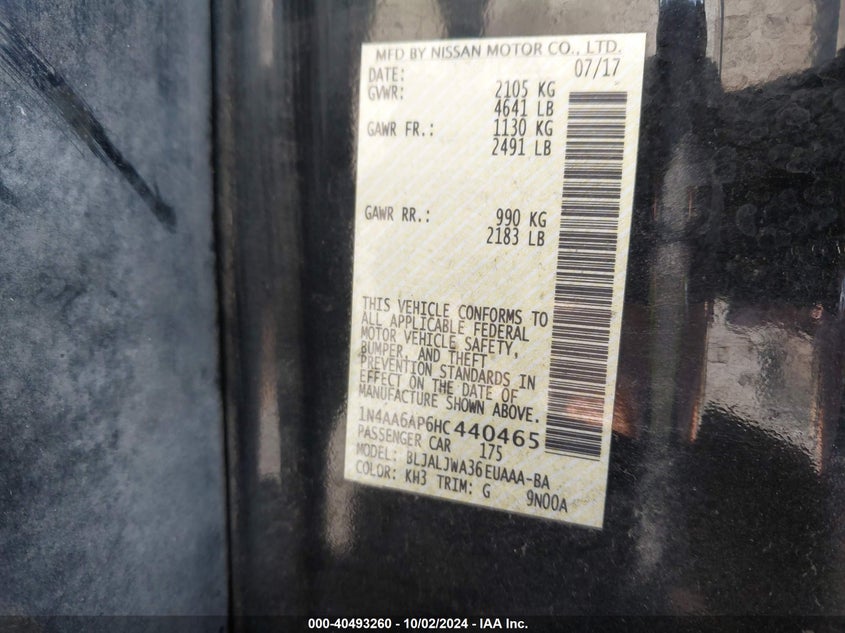 MFD BY NISSAN MOTOR CO., LTD.
DATE: 07/17
GVWR: 2105 KG
4641 LB
GAWR FR.: 1130 KG
2491 LB
GAWR RR.: 990 KG
2183 LB
THIS VEHICLE CONFORMS TO
ALL APPLICABLE FEDERAL
MOTOR VEHICLE SAFETY,
BUMPER, AND THEFT
PREVENTION STANDARDS IN
EFFECT ON THE DATE OF
MANUFACTURE SHOWN ABOVE.
1N4AA6AP6HC440465
PASSENGER CAR 175
MODEL: BLJALJWA36EUAAA-BA
COLOR: KH3 TRIM: G 9N00A
000-40493260 - 10/02/2024 - IAA Inc.